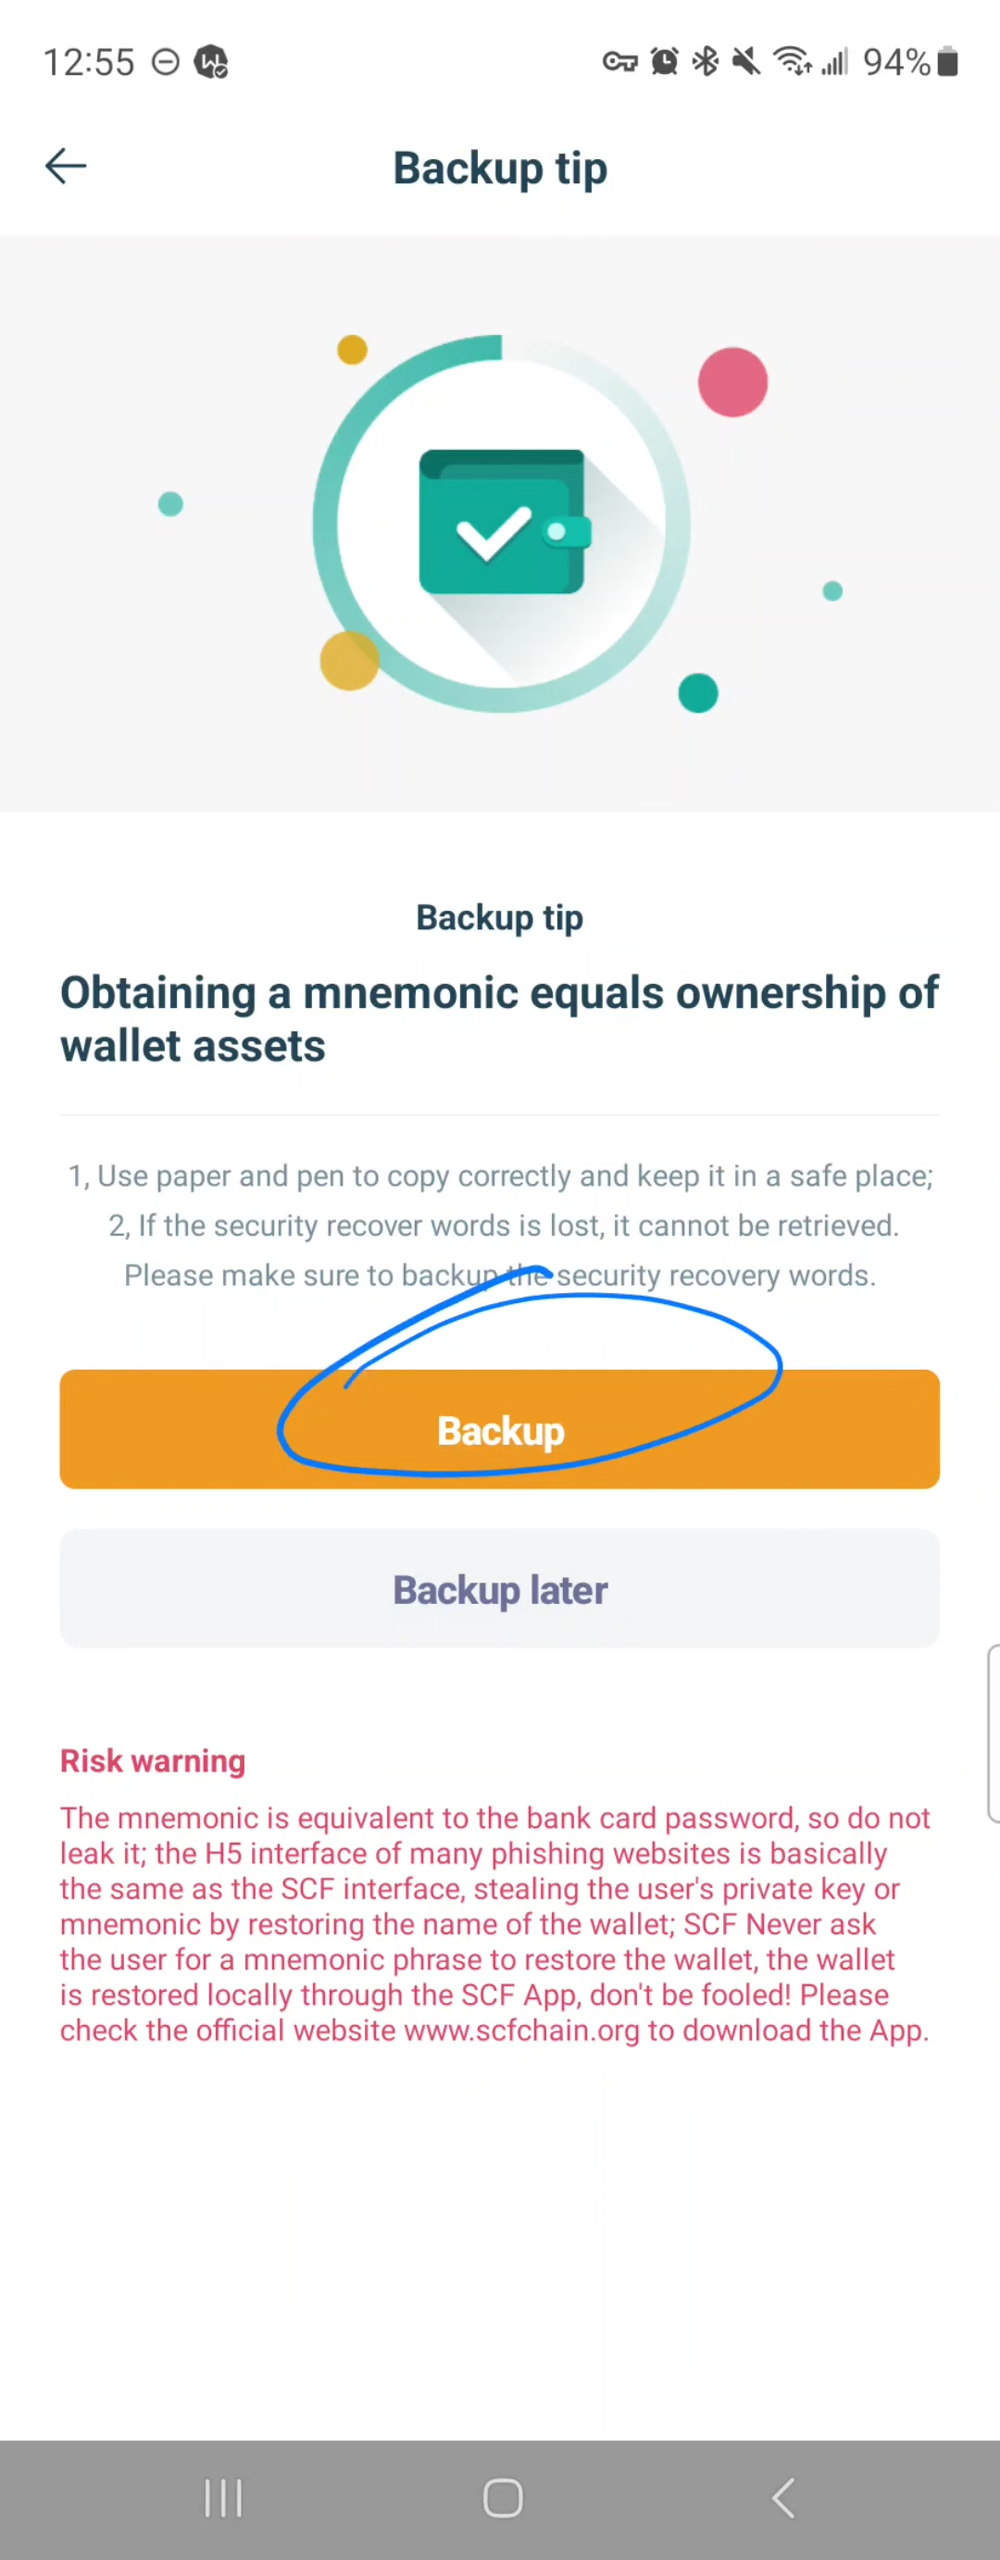 12:55
94%
Backup tip
Backup tip
Obtaining a mnemonic equals ownership of
wallet assets
1, Use paper and pen to copy correctly and keep it in a safe place;
2, If the security recover words is lost, it cannot be retrieved.
Please make sure to backup the security recovery words.
Backup
Backup later
Risk warning
The mnemonic is equivalent to the bank card password, so do not
leak it; the H5 interface of many phishing websites is basically
the same as the SCF interface, stealing the user's private key or
mnemonic by restoring the name of the wallet; SCF Never ask
the user for a mnemonic phrase to restore the wallet, the wallet
is restored locally through the SCF App, don't be fooled! Please
check the official website www.scfchain.org to download the App.